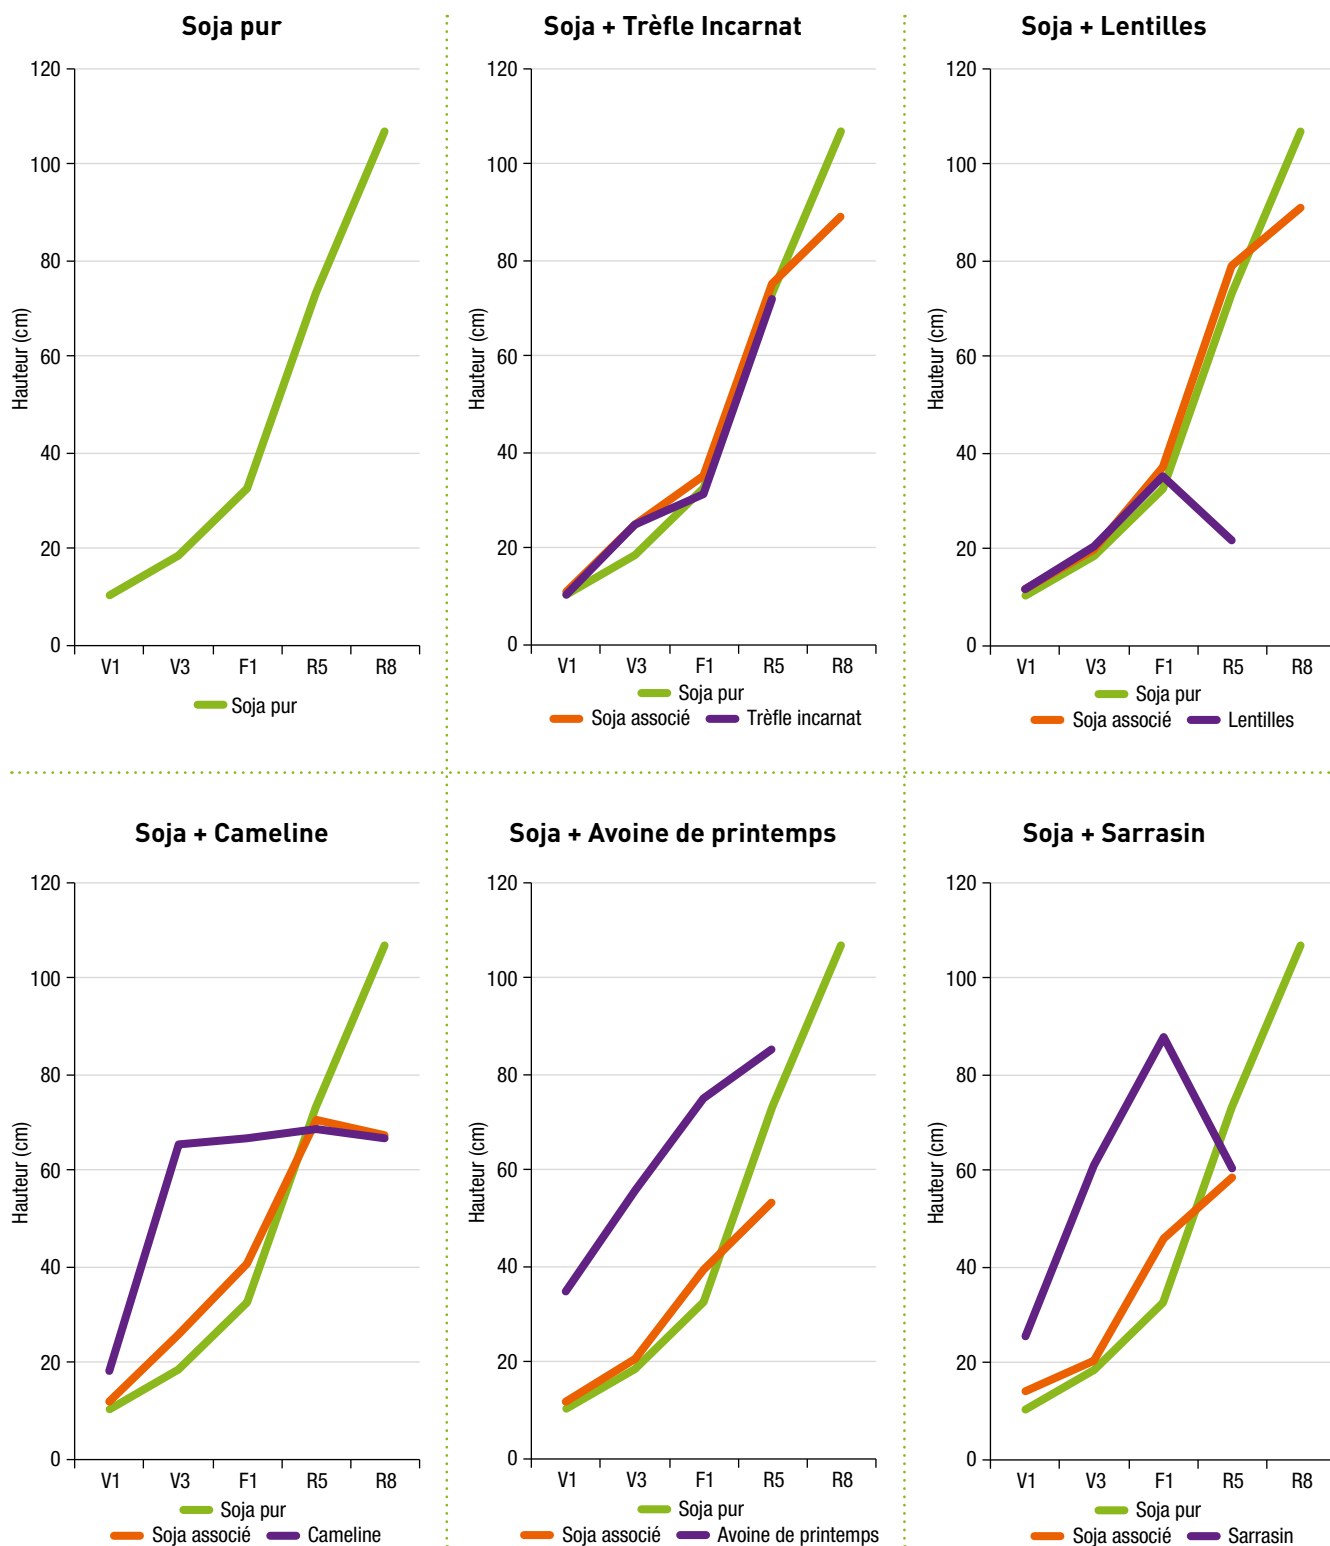 Soja pur
120
100
80
60
40
20
0
Hauteur (cm)
V1 V3 F1 R5 R8
Soja pur
Soja + Trèfle Incarnat
120
100
80
60
40
20
0
Hauteur (cm)
V1 V3 F1 R5 R8
Soja pur
Soja associé Trèfle incarnat
Soja + Lentilles
120
100
80
60
40
20
0
Hauteur (cm)
V1 V3 F1 R5 R8
Soja pur
Soja associé Lentilles
Soja + Cameline
120
100
80
60
40
20
0
Hauteur (cm)
V1 V3 F1 R5 R8
Soja pur
Soja associé Cameline
Soja + Avoine de printemps
120
100
80
60
40
20
0
Hauteur (cm)
V1 V3 F1 R5 R8
Soja pur
Soja associé Avoine de printemps
Soja + Sarrasin
120
100
80
60
40
20
0
Hauteur (cm)
V1 V3 F1 R5 R8
Soja pur
Soja associé Sarrasin